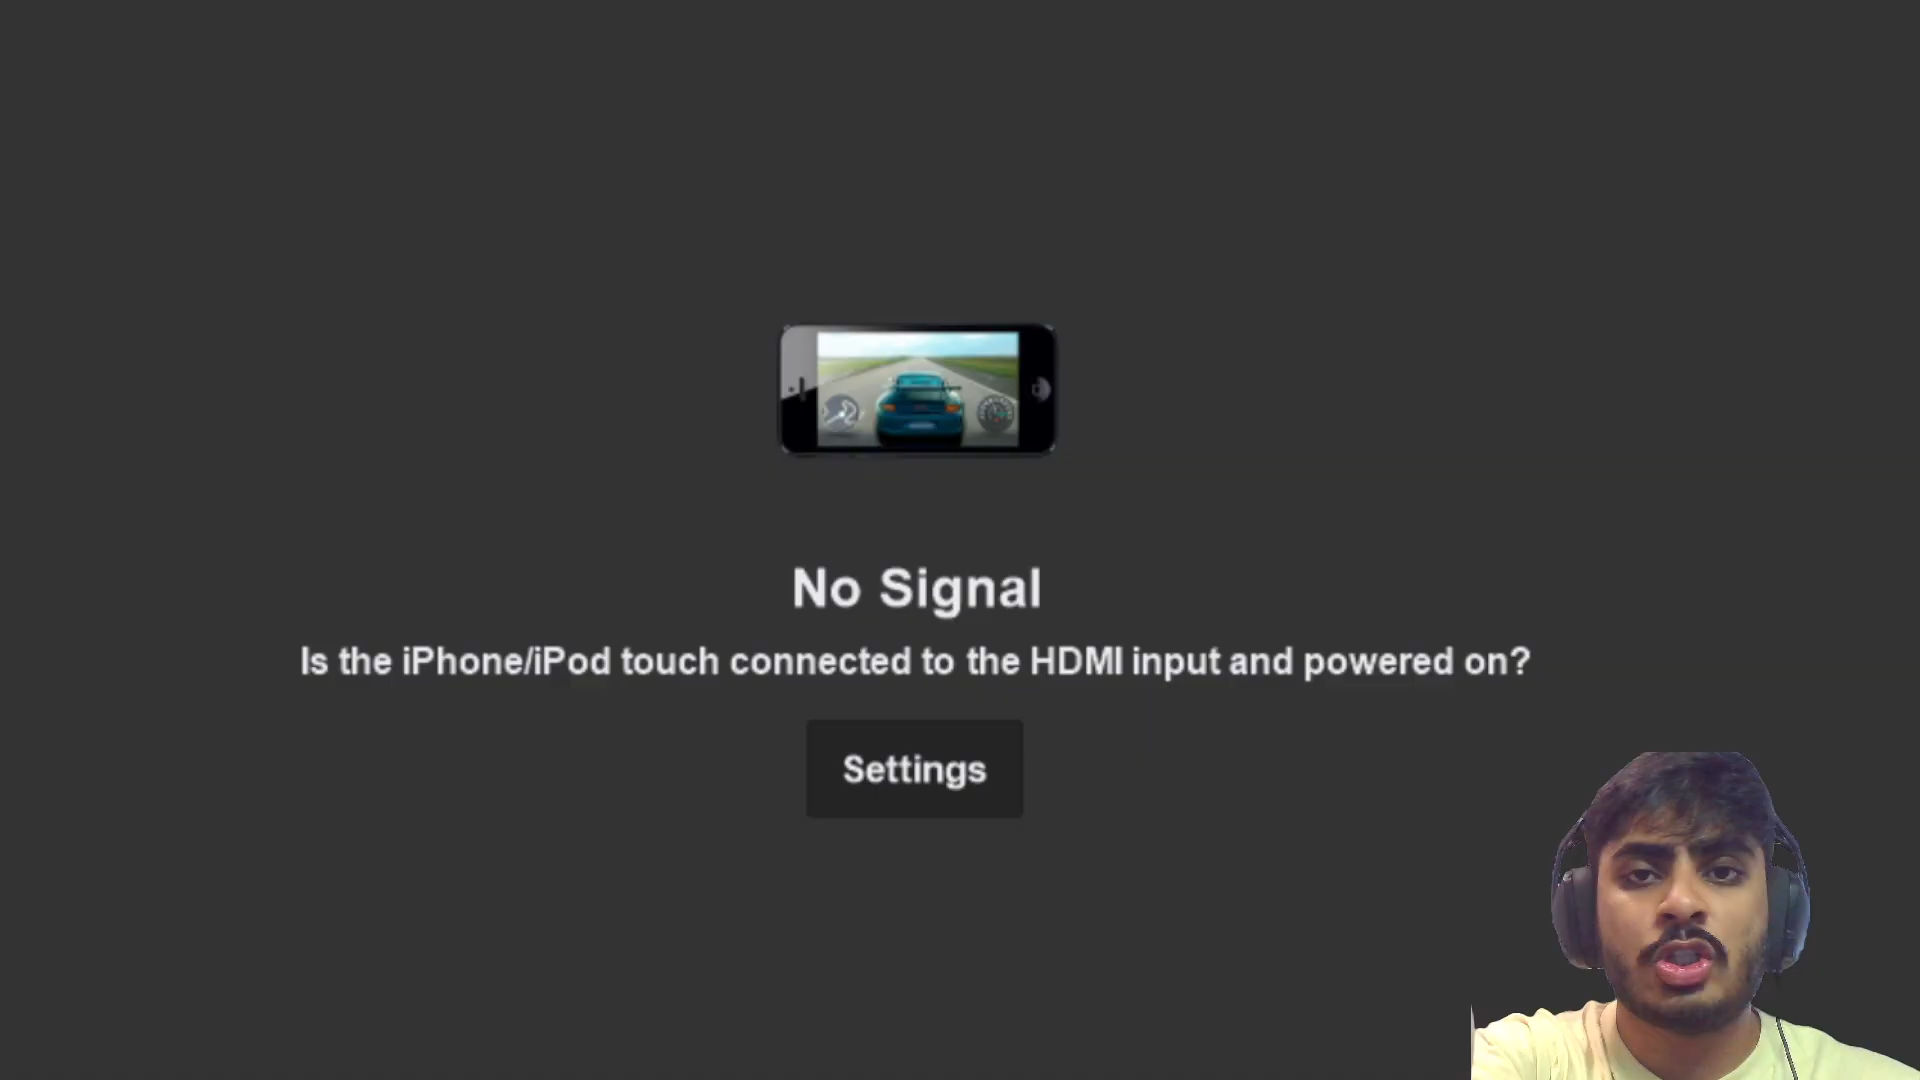 No Signal
Is the iPhone/iPod touch connected to the HDMI input and powered on?
Settings